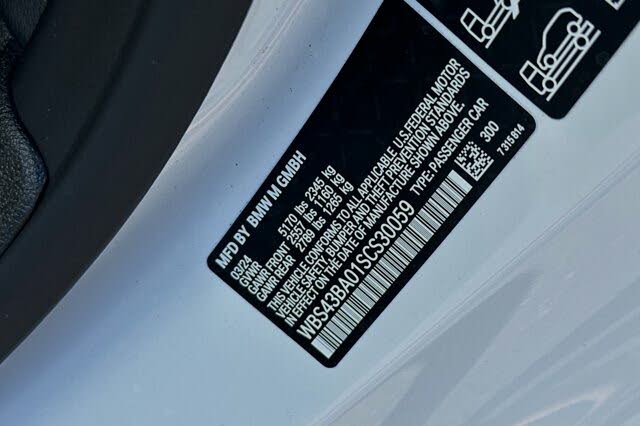 MFD BY BMW M GMBH
03/24
GVWR 5170 lbs 2345 kg
GAWR FRONT 2557 lbs 1160 kg
GAWR REAR 2789 lbs 1265 kg
VEHICLE CONFORMS TO ALL APPLICABLE U.S. FEDERAL MOTOR
VEHICLE SAFETY, BUMPER AND THEFT PREVENTION STANDARDS
IN EFFECT ON THE DATE OF MANUFACTURE SHOWN ABOVE.
WBS43BA01SCS30059 TYPE: PASSENGER CAR
300
7315814